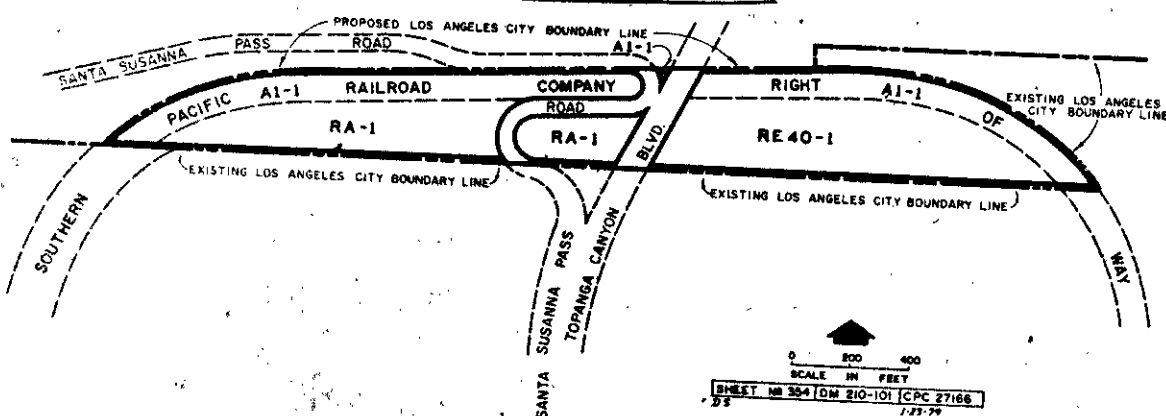 PROPOSED LOS ANGELES CITY BOUNDARY LINE
SANTA SUSANNA PASS ROAD
A1-1
PACIFIC A1-1 RAILROAD COMPANY RIGHT A1-1 OF
EXISTING LOS ANGELES
CITY BOUNDARY LINE
ROAD
RA-1
RA-1
BLVD.
RE40-1
EXISTING LOS ANGELES CITY BOUNDARY LINE
EXISTING LOS ANGELES CITY BOUNDARY LINE
SOUTHERN
SANTA SUSANNA PASS
TOPANGA CANYON
WAY
0 200 400
SCALE IN FEET
SHEET NO 354 DM 210-101 CPC 27166
DS
1-23-79